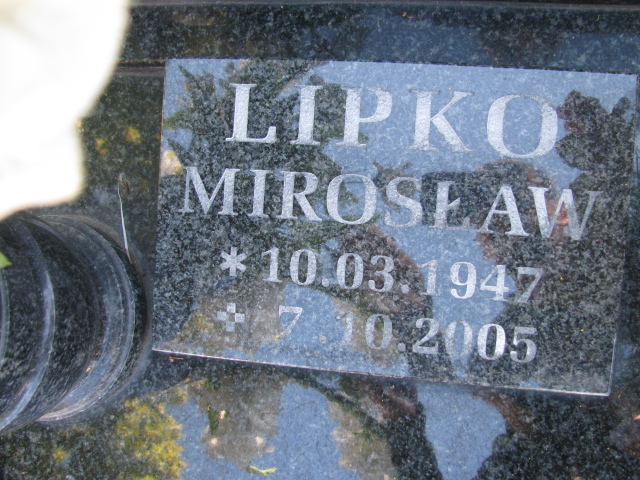 LIPKO
MIROSŁAW
* 10.03.1947
✣ 7.10.2005